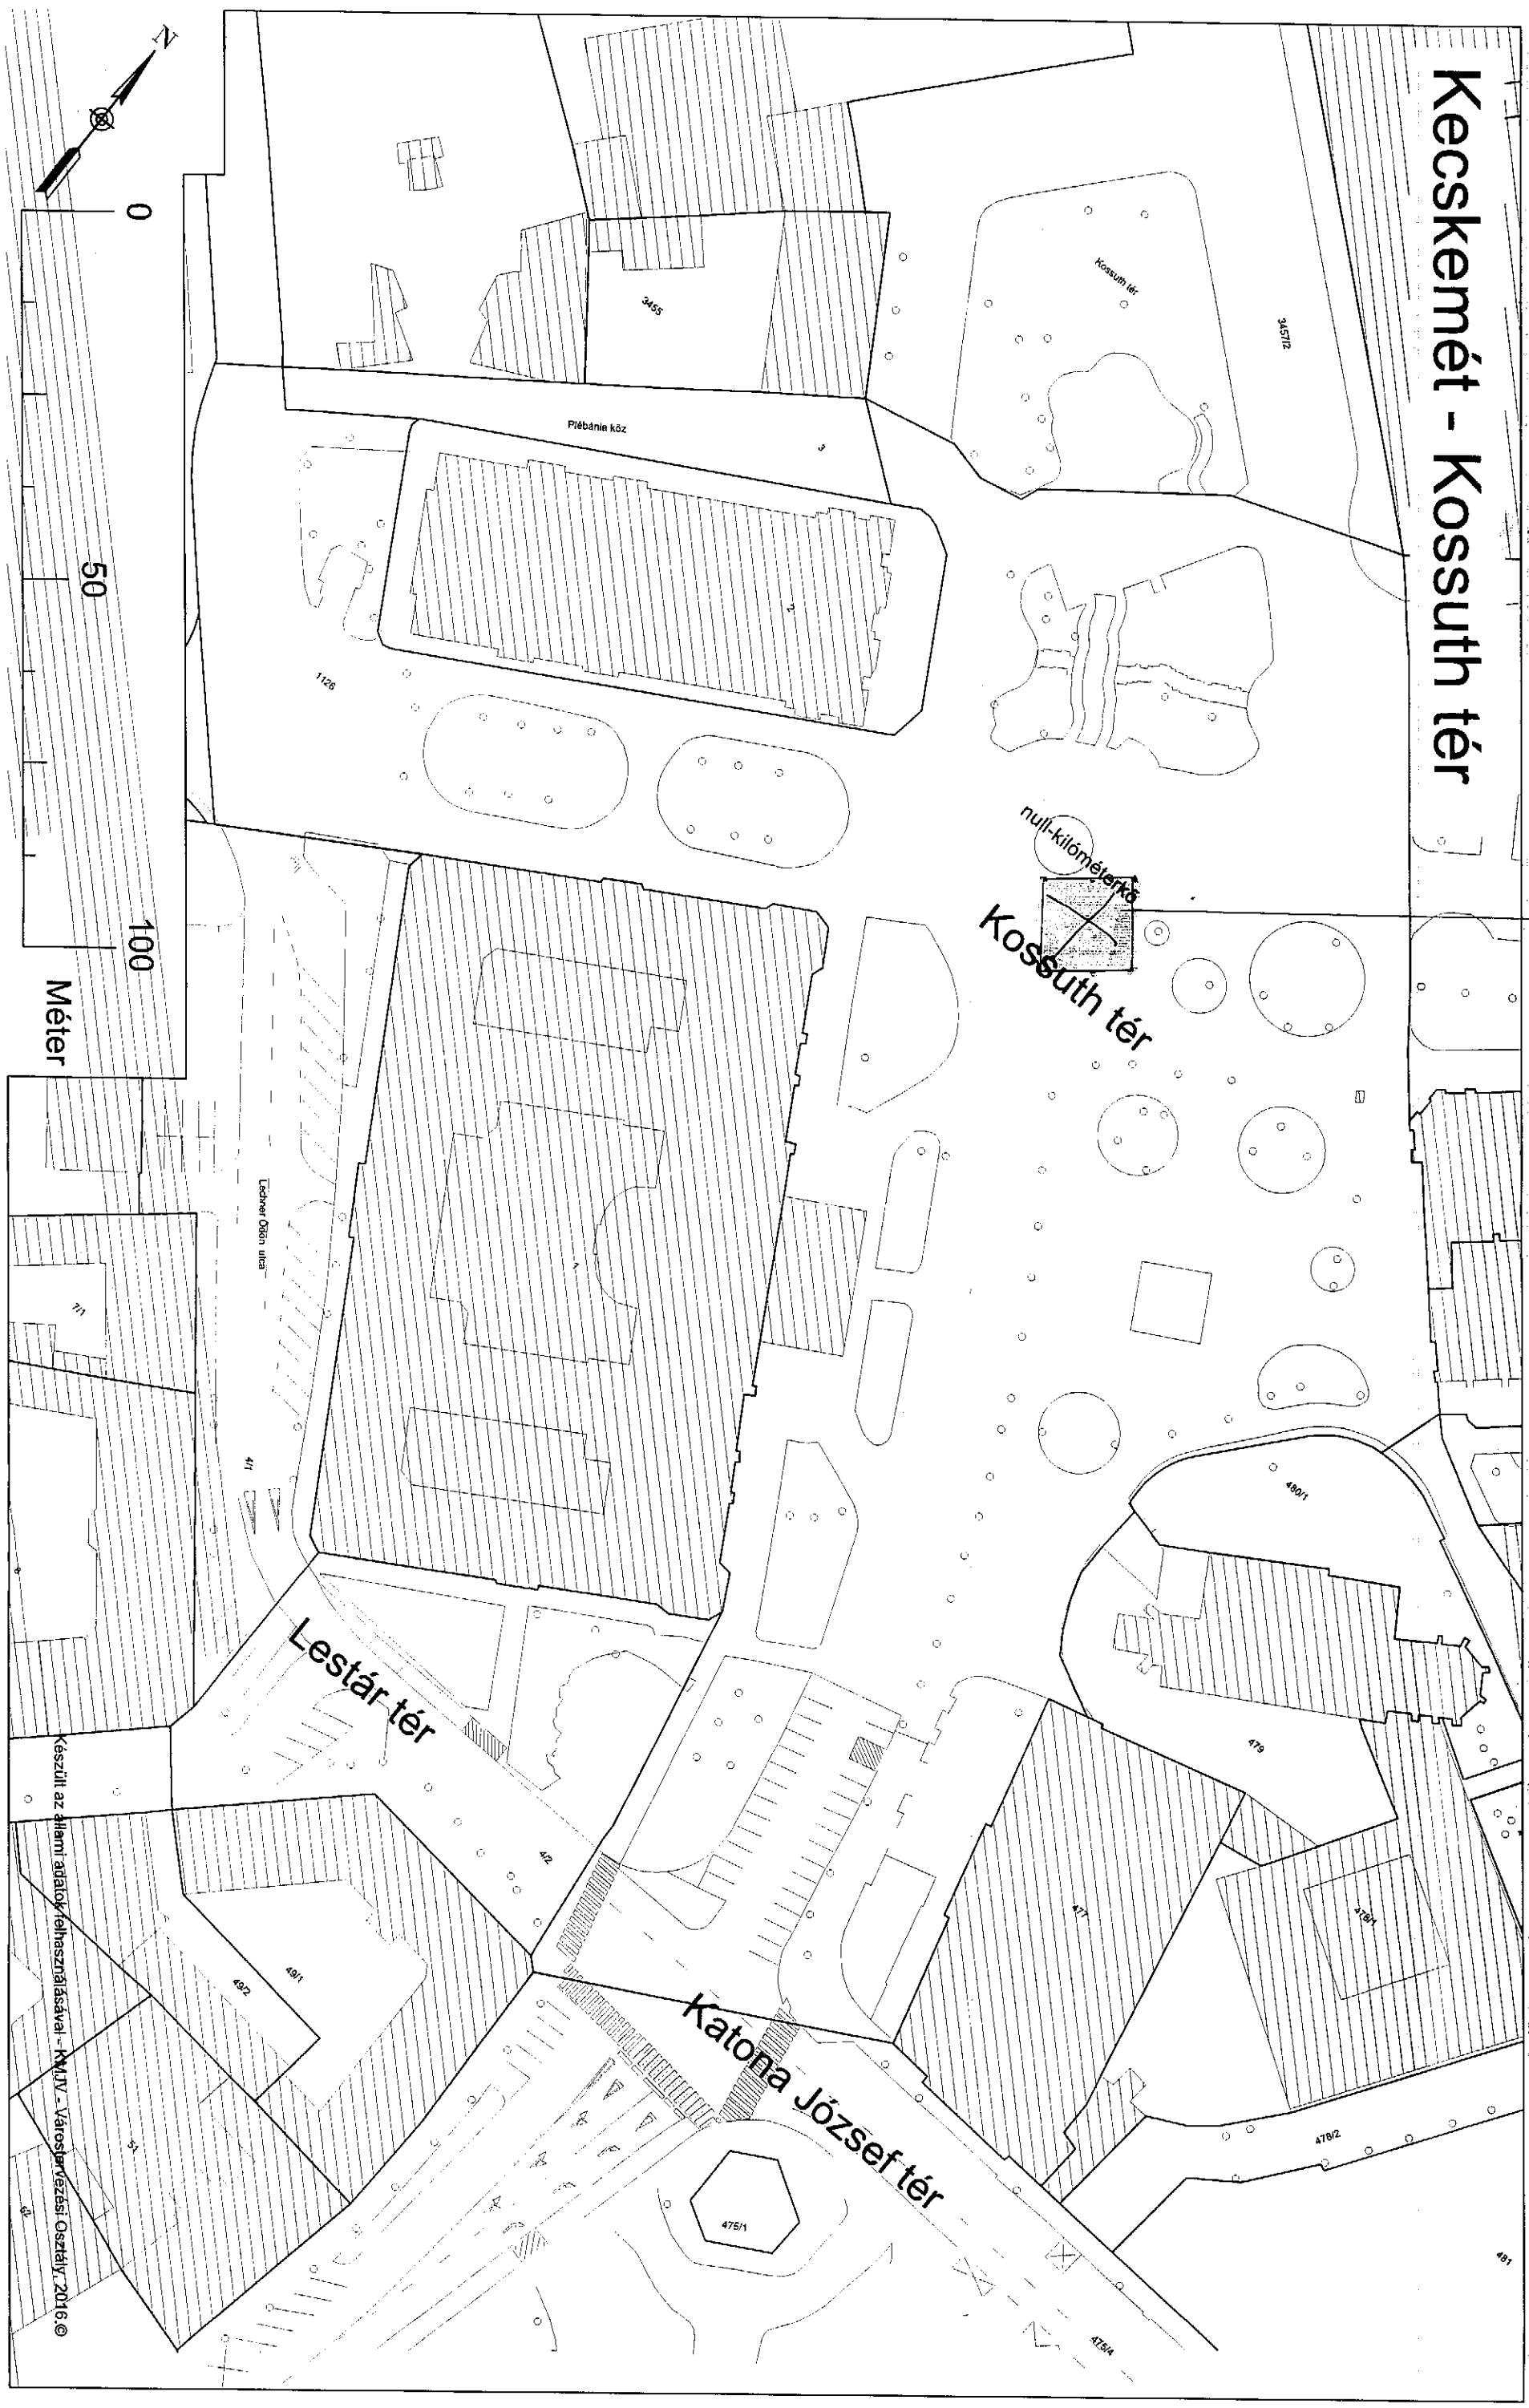 Kecskemét - Kossuth tér
N
0
50
100
Méter
Kossuth tér
3457/2
3455
Plébánia köz
3
2
1126
null-kilóméterkő
Kossuth tér
1
Lechner Ödön utca
7/1
4/1
480/1
Lestár tér
479
4/2
477
478/1
49/1
49/2
Katona József tér
51
478/2
475/1
481
475/4
Készült az állami adatok felhasználásával - KMJV - Várostervezési Osztály, 2016.©